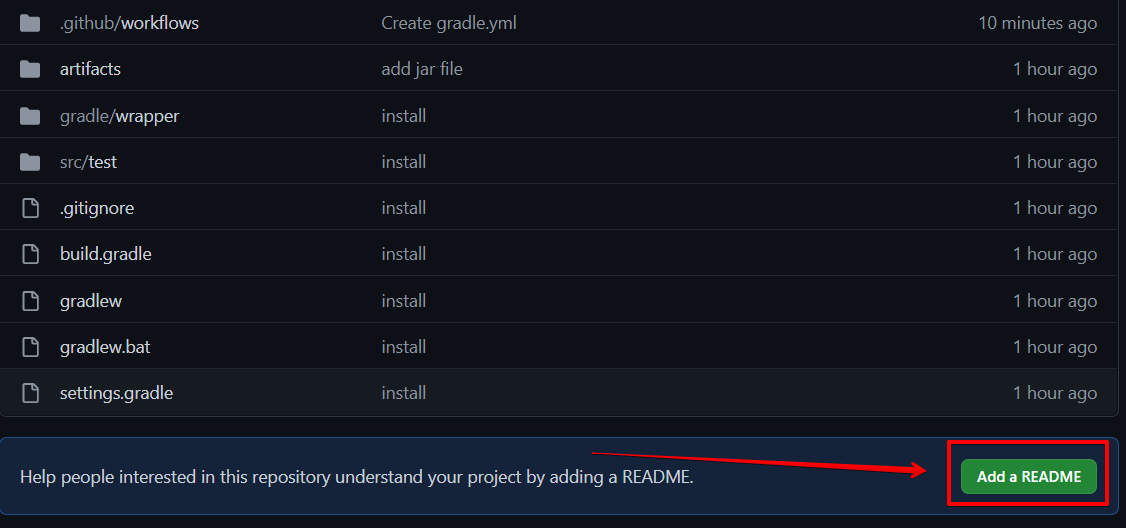 .github/workflows Create gradle.yml 10 minutes ago
artifacts add jar file 1 hour ago
gradle/wrapper install 1 hour ago
src/test install 1 hour ago
.gitignore install 1 hour ago
build.gradle install 1 hour ago
gradlew install 1 hour ago
gradlew.bat install 1 hour ago
settings.gradle install 1 hour ago
Help people interested in this repository understand your project by adding a README. Add a README